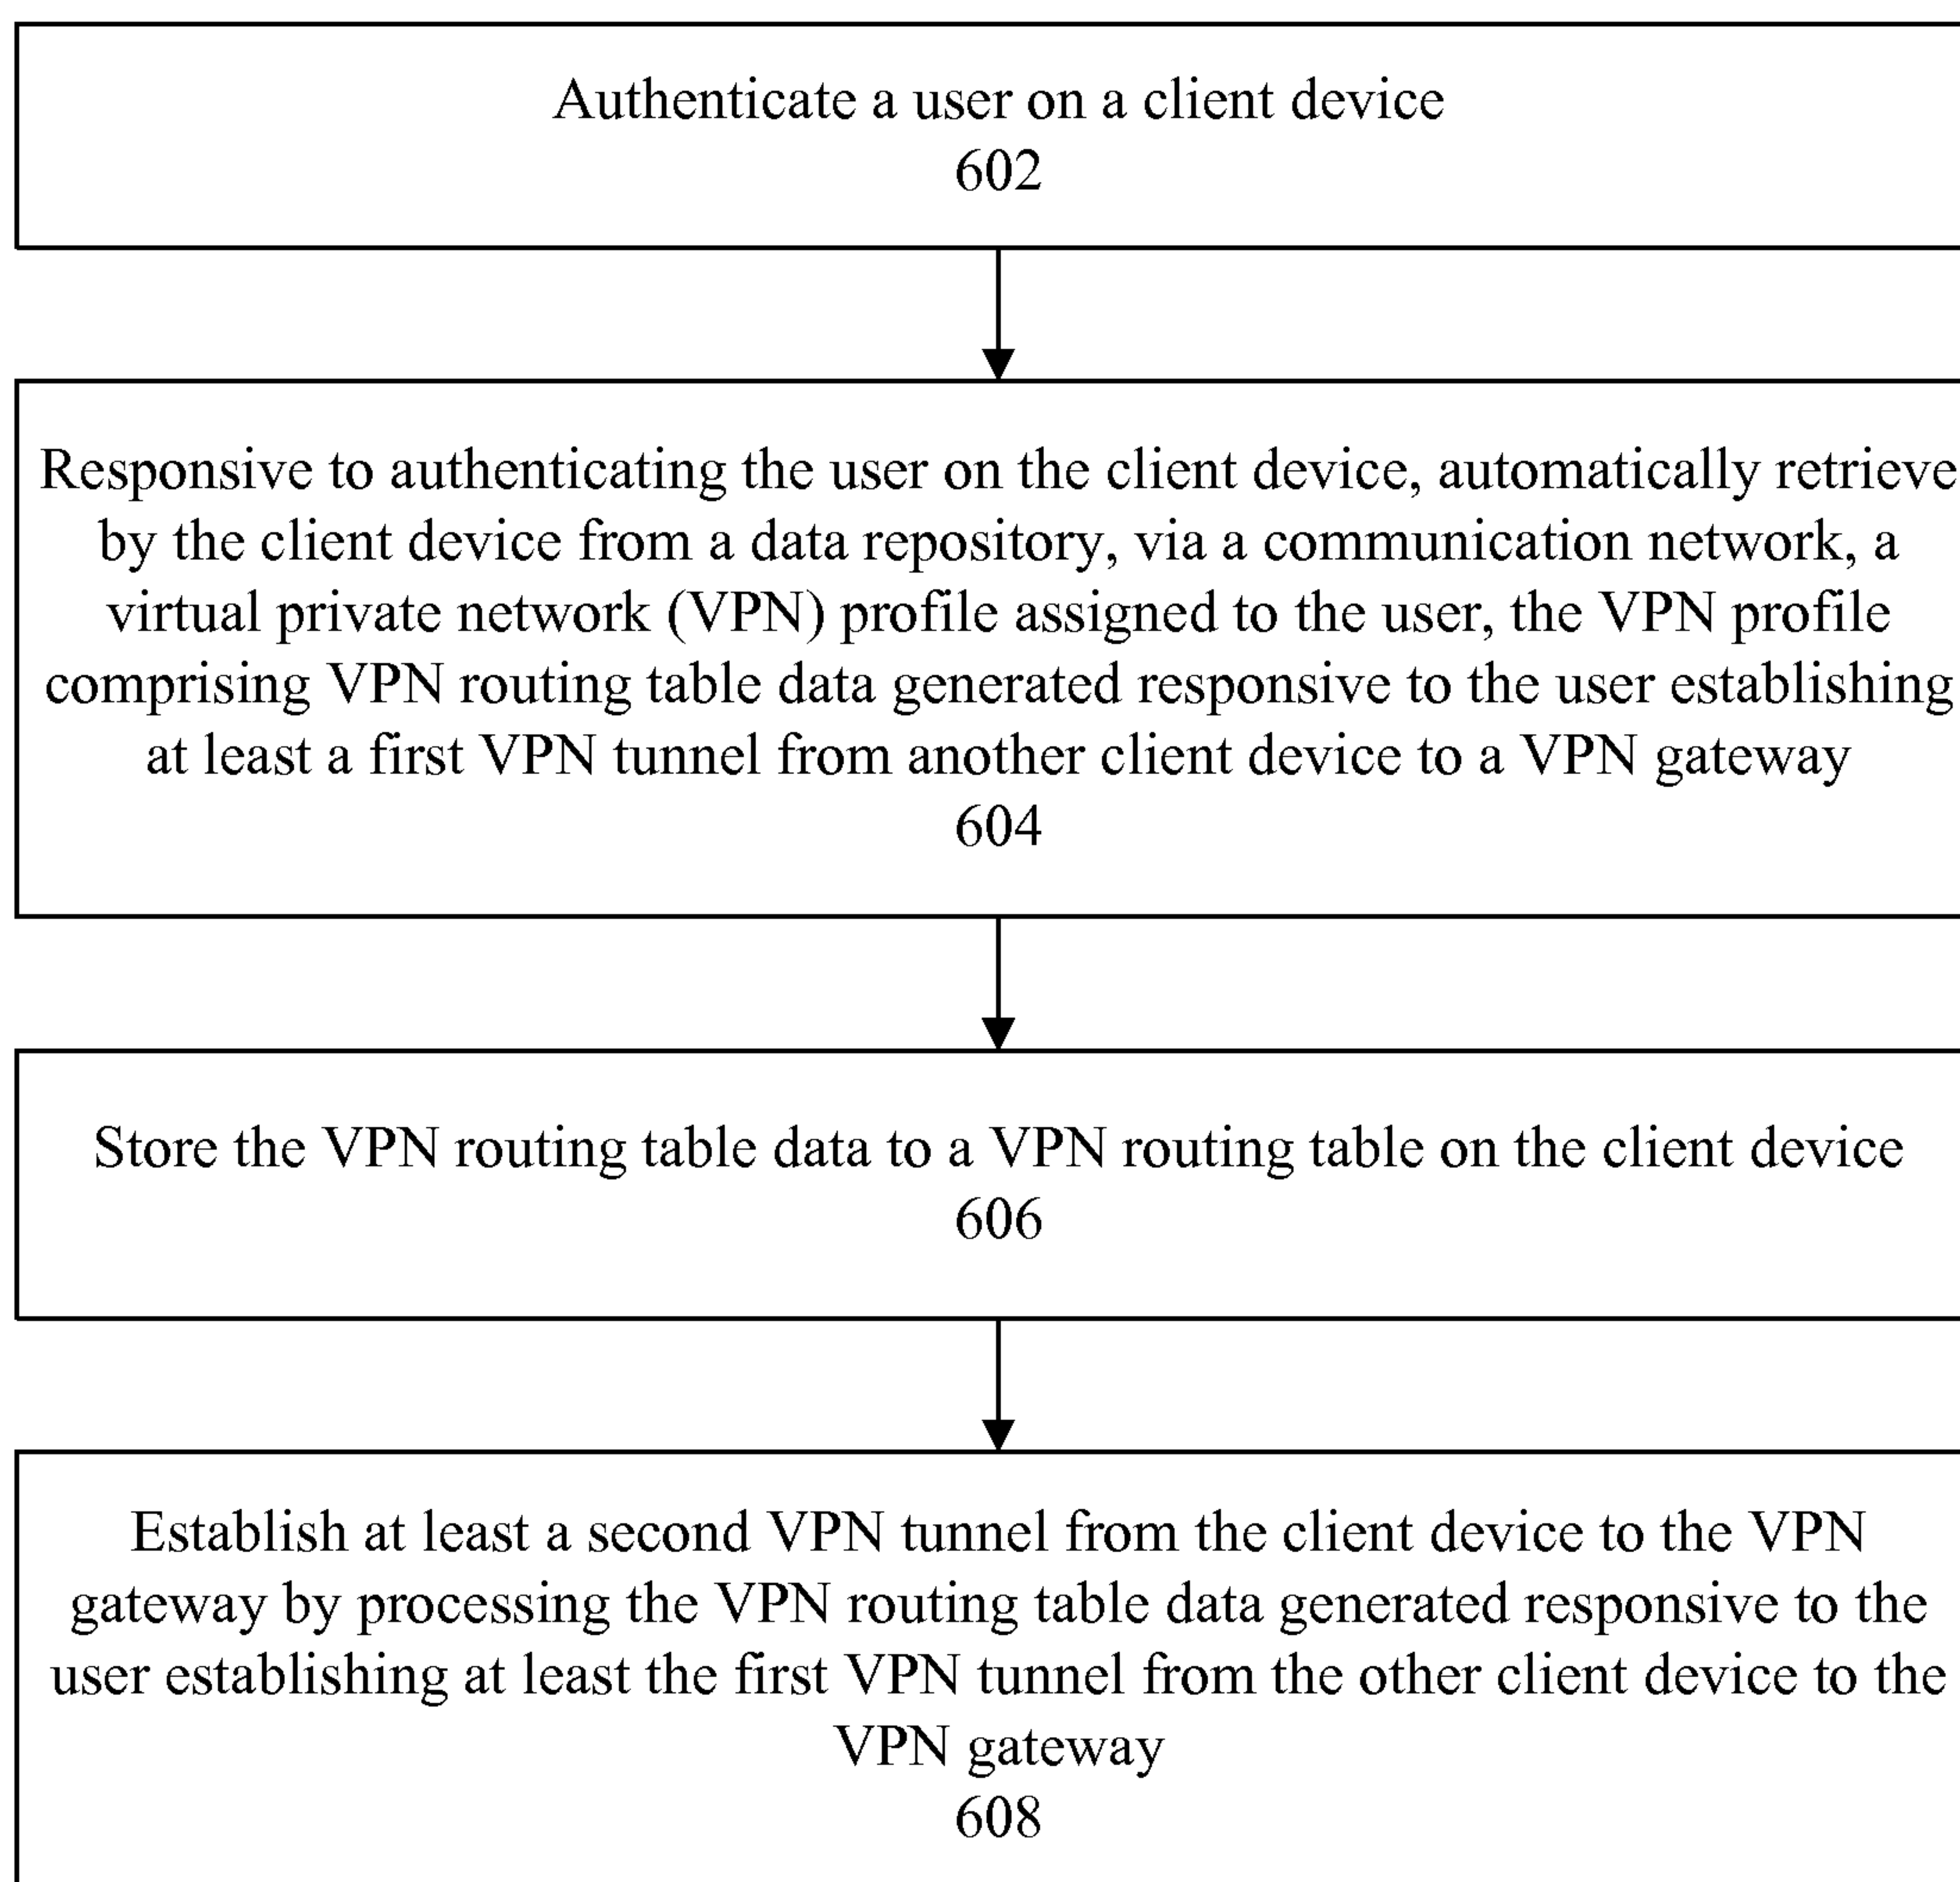 Authenticate a user on a client device
602
Responsive to authenticating the user on the client device, automatically retrieve
by the client device from a data repository, via a communication network, a
virtual private network (VPN) profile assigned to the user, the VPN profile
comprising VPN routing table data generated responsive to the user establishing
at least a first VPN tunnel from another client device to a VPN gateway
604
Store the VPN routing table data to a VPN routing table on the client device
606
Establish at least a second VPN tunnel from the client device to the VPN
gateway by processing the VPN routing table data generated responsive to the
user establishing at least the first VPN tunnel from the other client device to the
VPN gateway
608